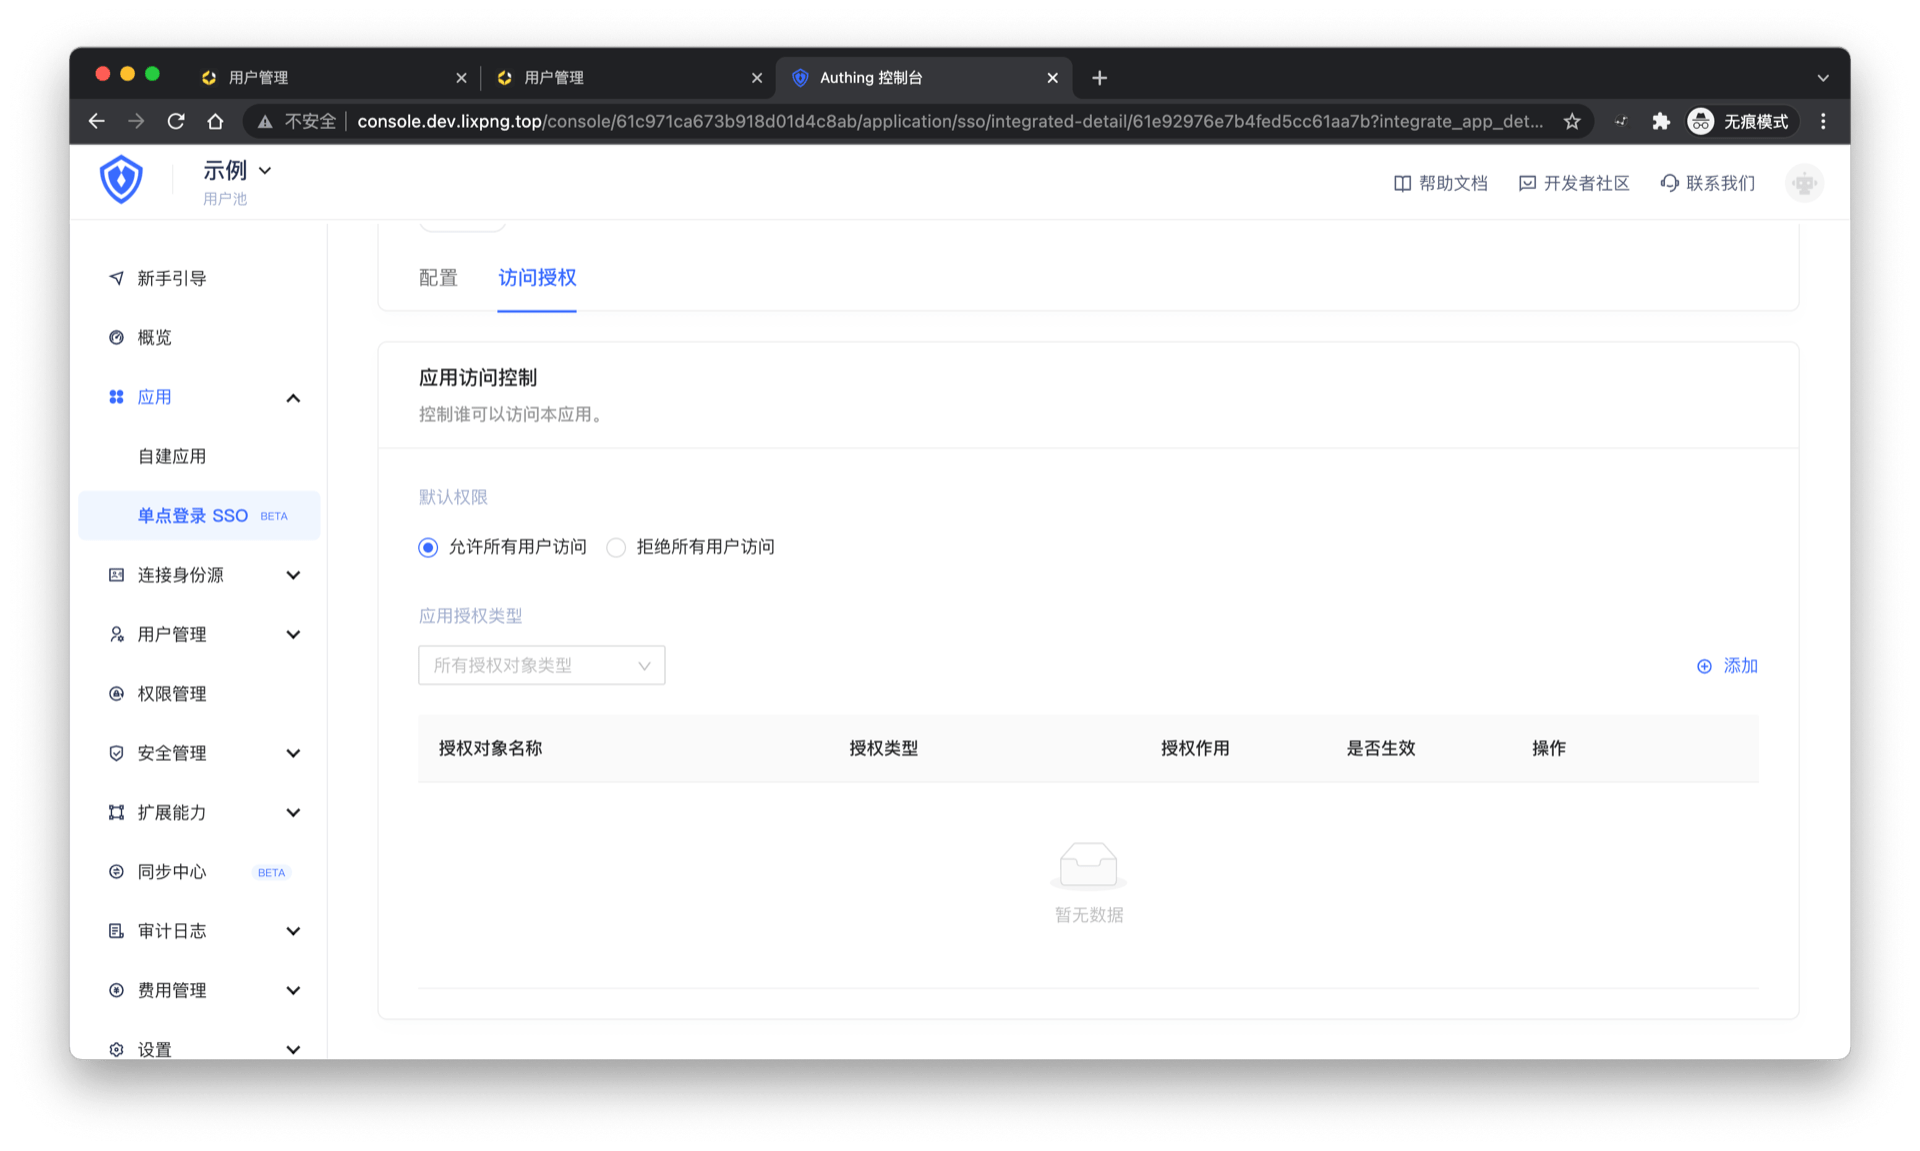 用户管理
用户管理
Authing 控制台
不安全
console.dev.lixpng.top/console/61c971ca673b918d01d4c8ab/application/sso/integrated-detail/61e92976e7b4fed5cc61aa7b?integrate_app_det...
无痕模式
示例
用户池
帮助文档
开发者社区
联系我们
新手引导
概览
应用
自建应用
单点登录 SSO BETA
连接身份源
用户管理
权限管理
安全管理
扩展能力
同步中心 BETA
审计日志
费用管理
设置
配置
访问授权
应用访问控制
控制谁可以访问本应用。
默认权限
允许所有用户访问
拒绝所有用户访问
应用授权类型
所有授权对象类型
添加
授权对象名称 授权类型 授权作用 是否生效 操作
暂无数据